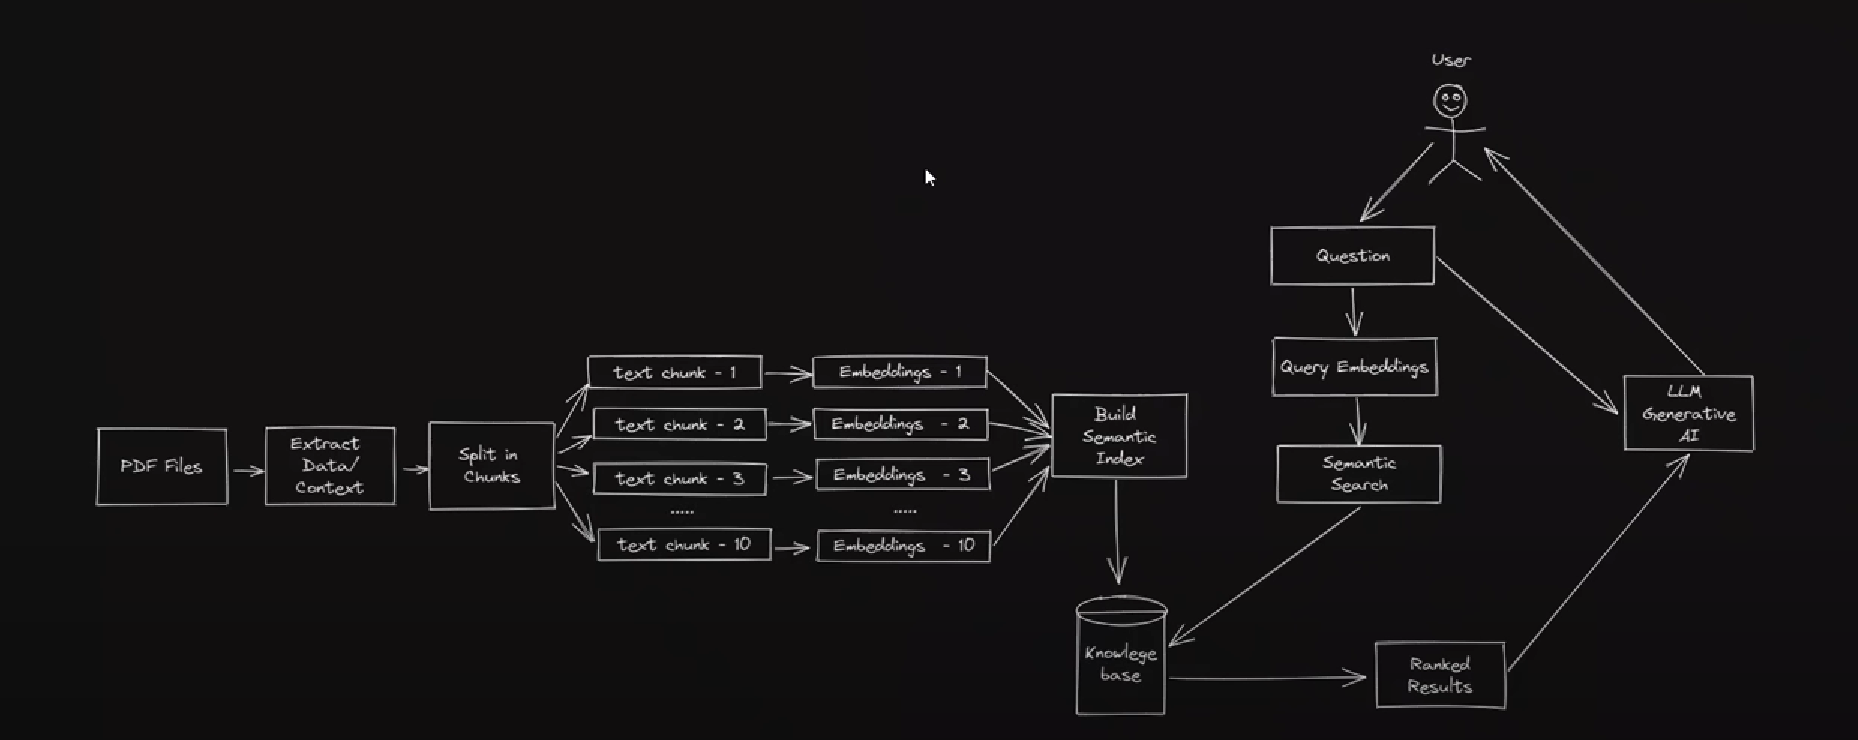 User
Question
Query Embeddings
Semantic
Search
LLM
Generative
AI
PDF Files
Extract
Data/
Context
Split in
Chunks
text chunk - 1
Embeddings - 1
text chunk - 2
Embeddings - 2
text chunk - 3
Embeddings - 3
.....
.....
text chunk - 10
Embeddings - 10
Build
Semantic
Index
Knowlege
base
Ranked
Results